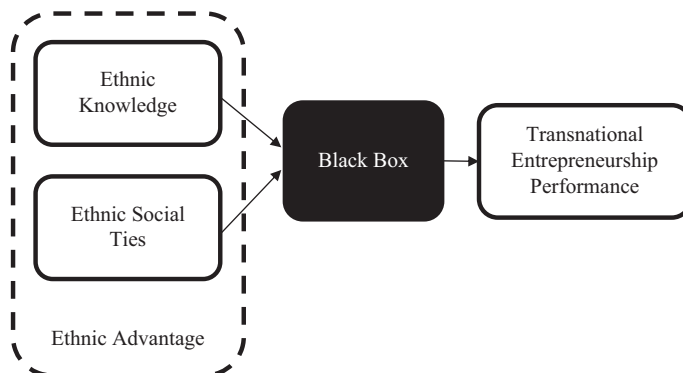 Ethnic
Knowledge
Ethnic Social
Ties
Ethnic Advantage
Black Box
Transnational
Entrepreneurship
Performance